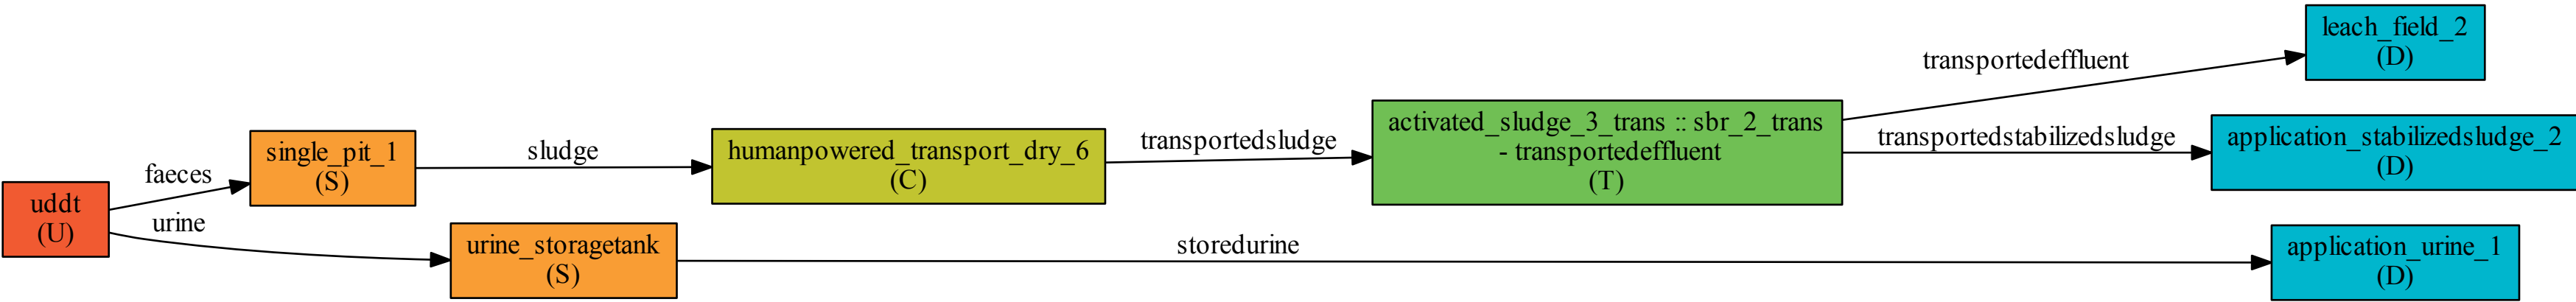 uddt
(U)
faeces
urine
single_pit_1
(S)
urine_storagetank
(S)
sludge
humanpowered_transport_dry_6
(C)
transportedsludge
activated_sludge_3_trans :: sbr_2_trans
- transportedeffluent
(T)
storedurine
transportedeffluent
transportedstabilizedsludge
leach_field_2
(D)
application_stabilizedsludge_2
(D)
application_urine_1
(D)